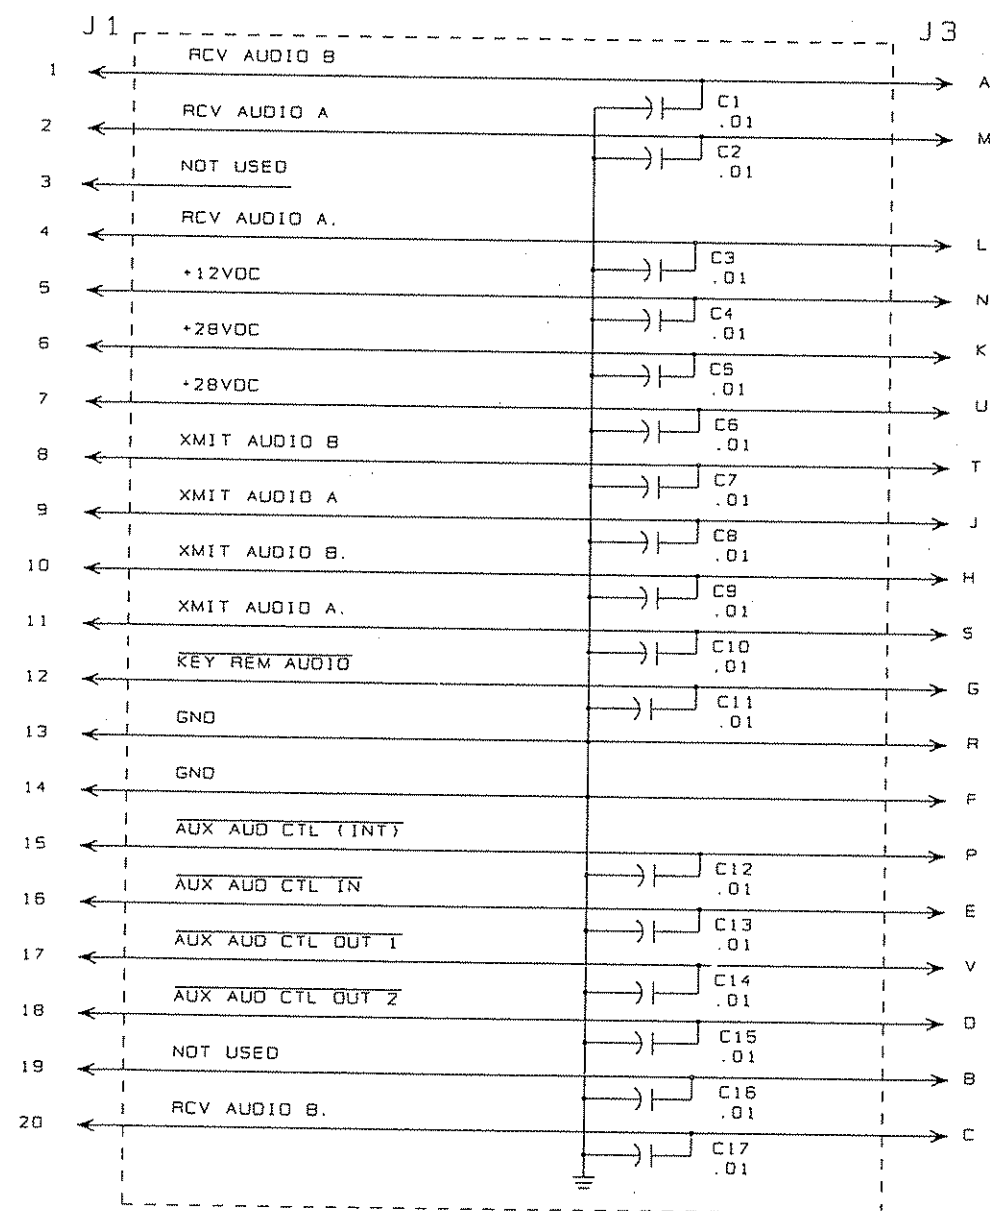 J1 J3
RCV AUDIO B
1 A
C1
.01
RCV AUDIO A
2 M
C2
.01
NOT USED
3
RCV AUDIO A.
4 L
C3
.01
+12VDC
5 N
C4
.01
+28VDC
6 K
C5
.01
+28VDC
7 U
C6
.01
XMIT AUDIO B
8 T
C7
.01
XMIT AUDIO A
9 J
C8
.01
XMIT AUDIO B.
10 H
C9
.01
XMIT AUDIO A.
11 S
C10
.01
KEY REM AUDIO
12 G
C11
.01
GND
13 R
GND
14 F
AUX AUD CTL (INT)
15 P
C12
.01
AUX AUD CTL IN
16 E
C13
.01
AUX AUD CTL OUT 1
17 V
C14
.01
AUX AUD CTL OUT 2
18 D
C15
.01
NOT USED
19 B
C16
.01
RCV AUDIO B.
20 C
C17
.01